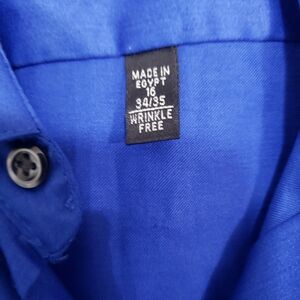 MADE IN
EGYPT
16
34/35
WRINKLE
FREE